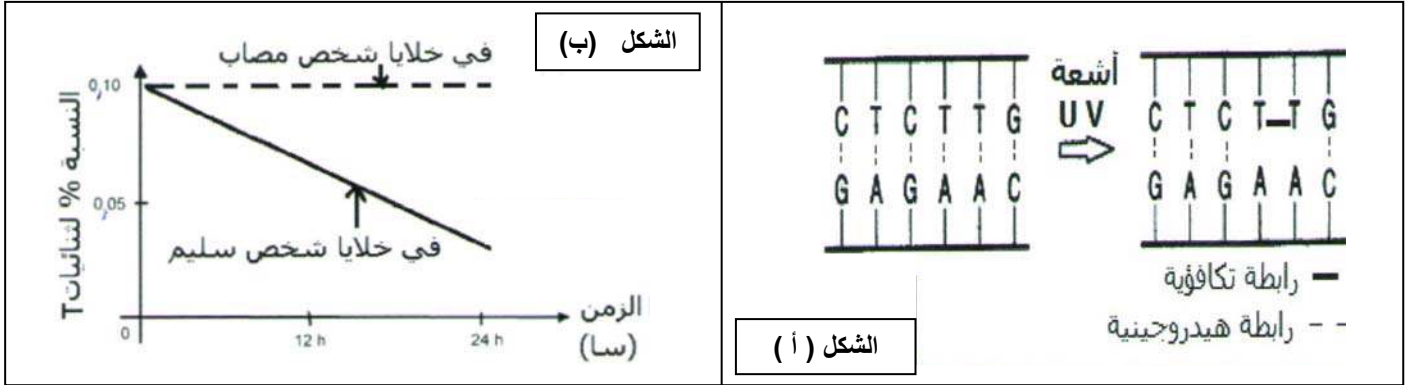 أشعة
UV
C T C T T G
G A G A A C
C T C T T G
G A G A A C
رابطة تكافؤية
رابطة هيدروجينية
الشكل ( أ )
الشكل (ب)
في خلايا شخص مصاب
0,10
0,05
0
في خلايا شخص سليم
النسبة % لثنائيات T
12 h
24 h
الزمن
(سا)